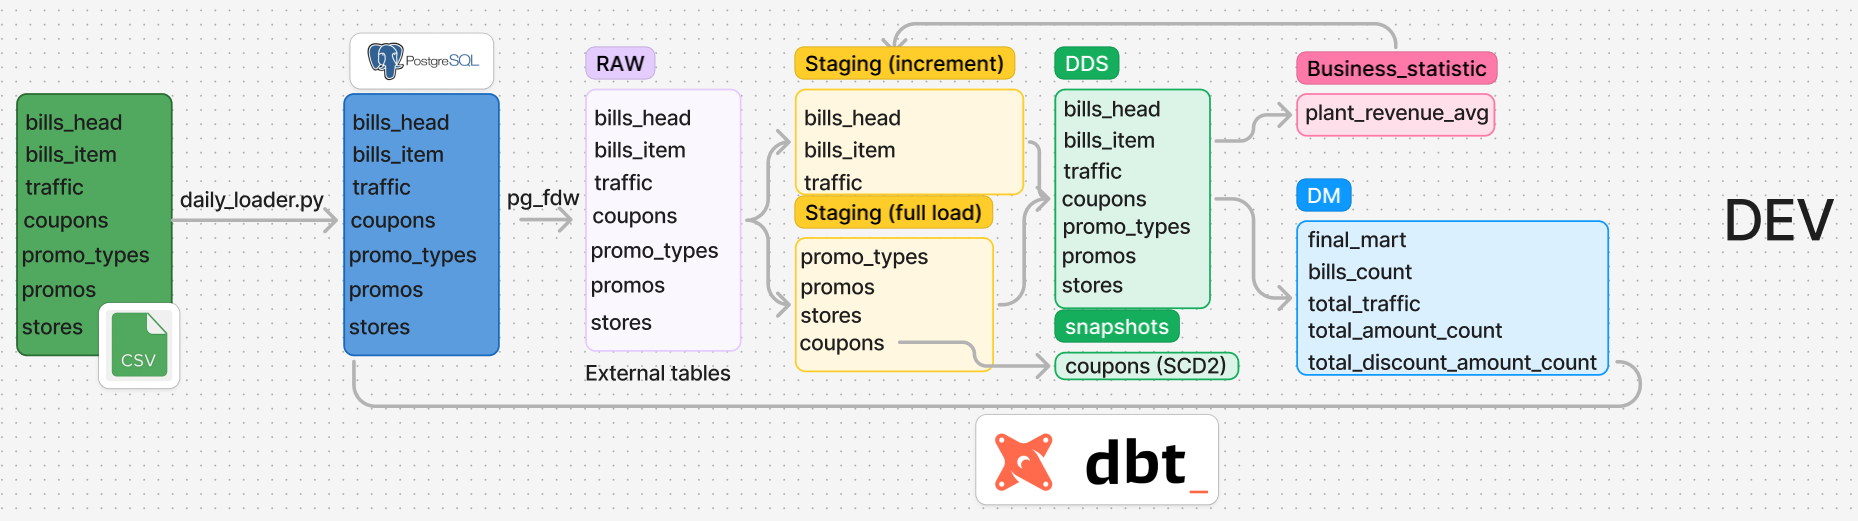 bills_head
bills_item
traffic
coupons
promo_types
promos
stores
CSV
daily_loader.py
PostgreSQL
bills_head
bills_item
traffic
coupons
promo_types
promos
stores
pg_fdw
RAW
bills_head
bills_item
traffic
coupons
promo_types
promos
stores
External tables
Staging (increment)
bills_head
bills_item
traffic
Staging (full load)
promo_types
promos
stores
coupons
DDS
bills_head
bills_item
traffic
coupons
promo_types
promos
stores
snapshots
coupons (SCD2)
Business_statistic
plant_revenue_avg
DM
final_mart
bills_count
total_traffic
total_amount_count
total_discount_amount_count
dbt_
DEV